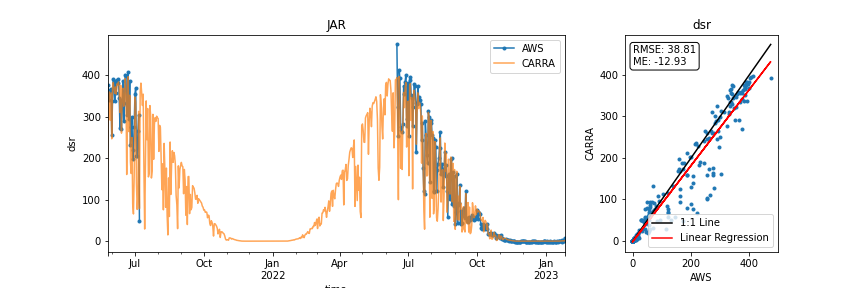 JAR
dsr
AWS
CARRA
400
300
200
100
0
dsr
Jul
Oct
Jan
2022
Apr
Jul
Oct
Jan
2023
time
dsr
RMSE: 38.81
ME: -12.93
400
300
200
100
0
CARRA
1:1 Line
Linear Regression
0
200
400
AWS